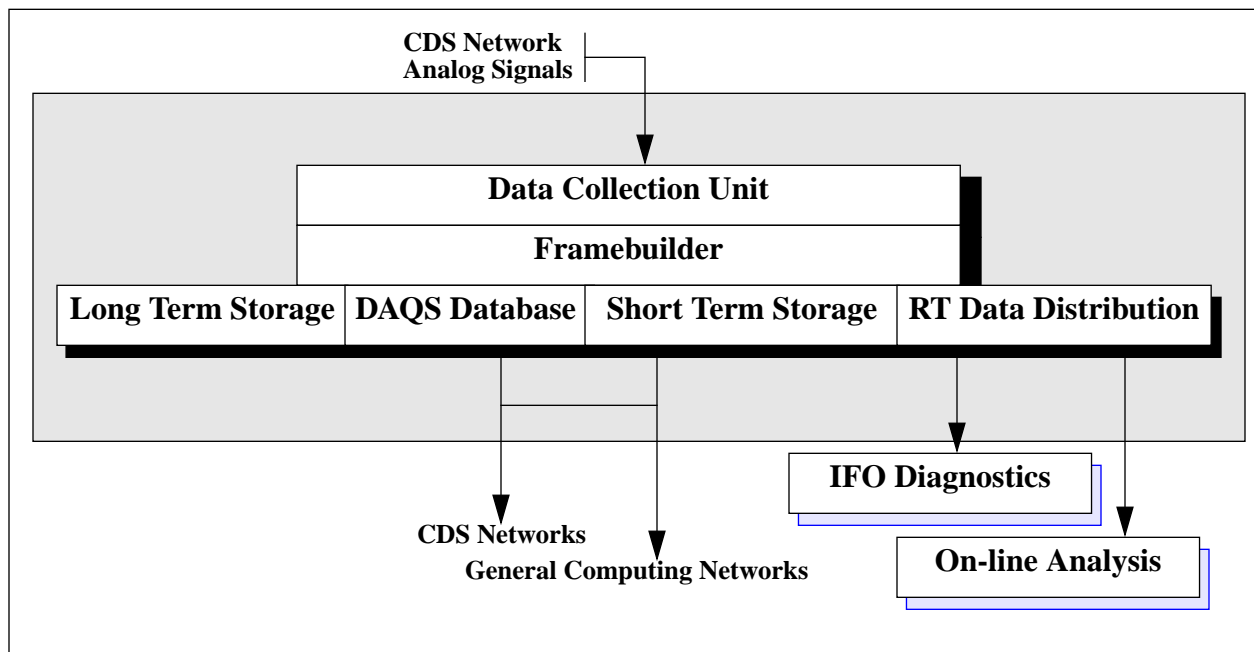 CDS Network
Analog Signals
Data Collection Unit
Framebuilder
Long Term Storage
DAQS Database
Short Term Storage
RT Data Distribution
IFO Diagnostics
CDS Networks
On-line Analysis
General Computing Networks